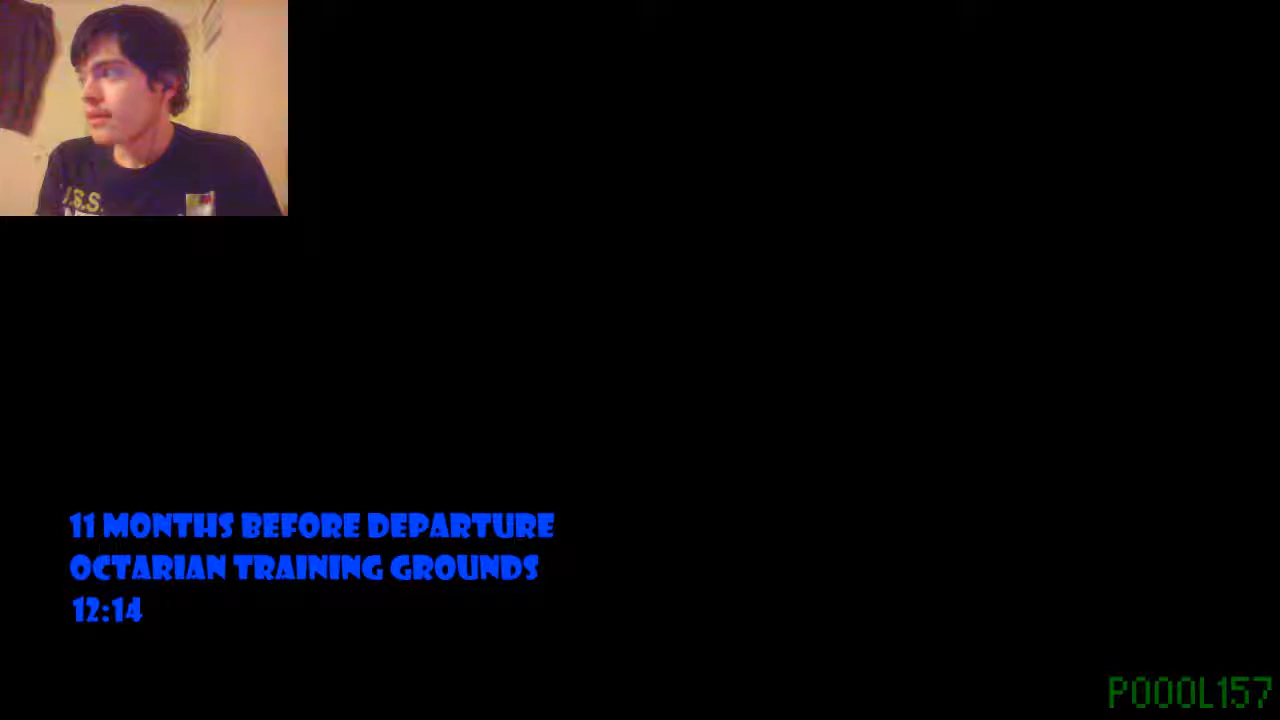 .S.S.
11 MONTHS BEFORE DEPARTURE
OCTARIAN TRAINING GROUNDS
12:14
P000L157